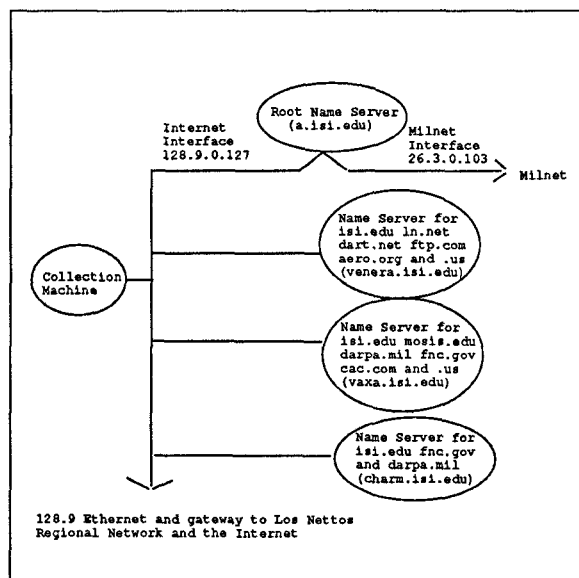 Root Name Server
(a.isi.edu)
Internet
Interface
128.9.0.127
Milnet
Interface
26.3.0.103
Milnet
Name Server for
isi.edu ln.net
dart.net ftp.com
aero.org and .us
(venera.isi.edu)
Collection
Machine
Name Server for
isi.edu mosis.edu
darpa.mil fnc.gov
cac.com and .us
(vaxa.isi.edu)
Name Server for
isi.edu fnc.gov
and darpa.mil
(charm.isi.edu)
128.9 Ethernet and gateway to Los Nettos
Regional Network and the Internet